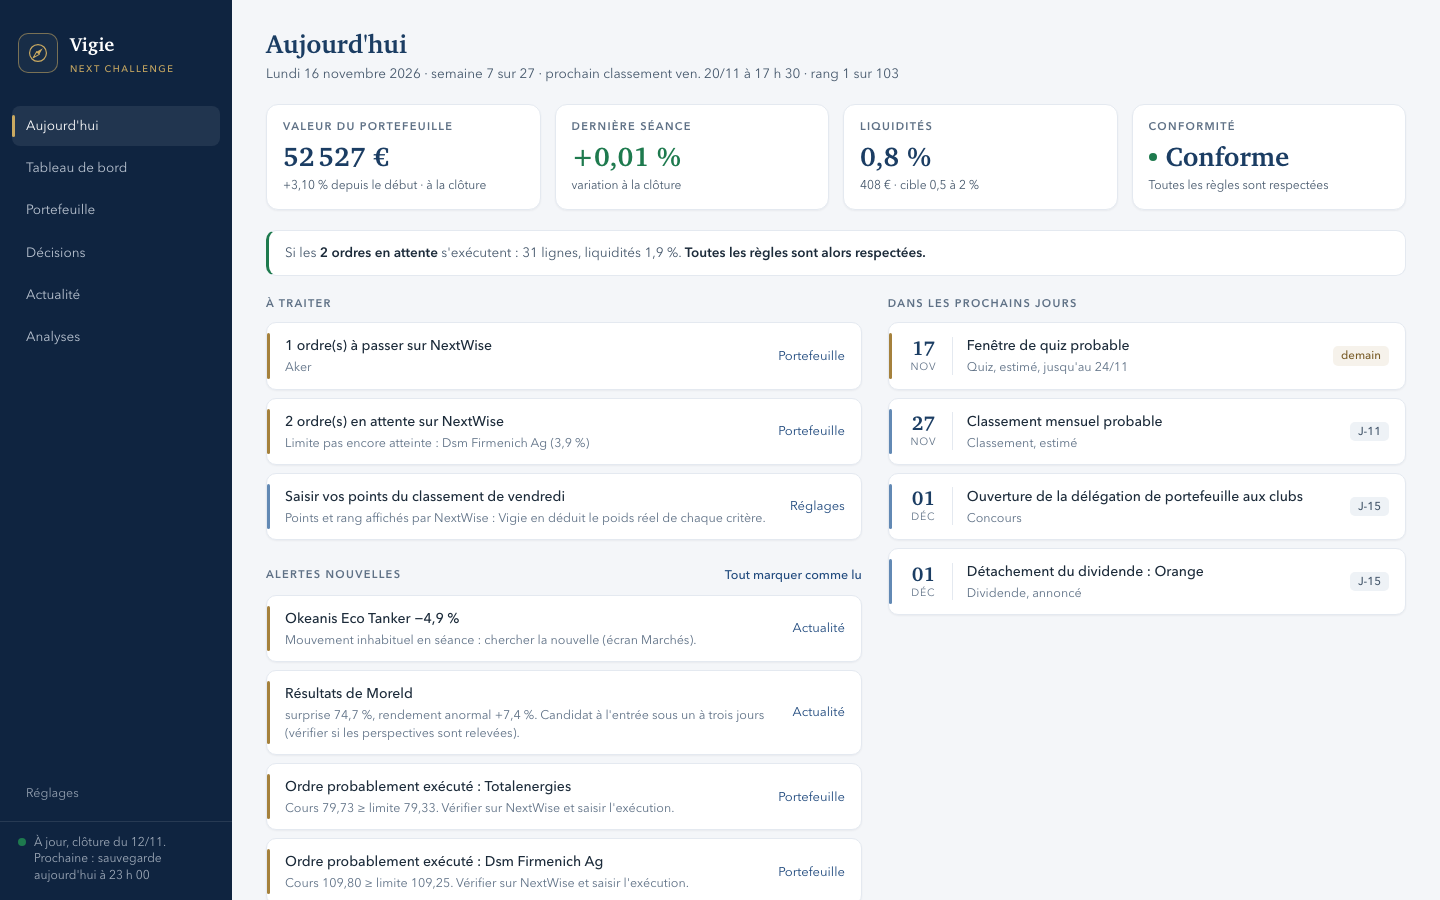 Vigie
NEXT CHALLENGE
Aujourd'hui
Tableau de bord
Portefeuille
Décisions
Actualité
Analyses
Réglages
À jour, clôture du 12/11.
Prochaine : sauvegarde
aujourd'hui à 23 h 00
Aujourd'hui
Lundi 16 novembre 2026 · semaine 7 sur 27 · prochain classement ven. 20/11 à 17 h 30 · rang 1 sur 103
VALEUR DU PORTEFEUILLE
52 527 €
+3,10 % depuis le début · à la clôture
DERNIÈRE SÉANCE
+0,01 %
variation à la clôture
LIQUIDITÉS
0,8 %
408 € · cible 0,5 à 2 %
CONFORMITÉ
Conforme
Toutes les règles sont respectées
Si les 2 ordres en attente s'exécutent : 31 lignes, liquidités 1,9 %. Toutes les règles sont alors respectées.
À TRAITER
1 ordre(s) à passer sur NextWise
Aker
Portefeuille
2 ordre(s) en attente sur NextWise
Limite pas encore atteinte : Dsm Firmenich Ag (3,9 %)
Portefeuille
Saisir vos points du classement de vendredi
Points et rang affichés par NextWise : Vigie en déduit le poids réel de chaque critère.
Réglages
ALERTES NOUVELLES
Tout marquer comme lu
Okeanis Eco Tanker −4,9 %
Mouvement inhabituel en séance : chercher la nouvelle (écran Marchés).
Actualité
Résultats de Moreld
surprise 74,7 %, rendement anormal +7,4 %. Candidat à l'entrée sous un à trois jours
(vérifier si les perspectives sont relevées).
Actualité
Ordre probablement exécuté : Totalenergies
Cours 79,73 ≥ limite 79,33. Vérifier sur NextWise et saisir l'exécution.
Portefeuille
Ordre probablement exécuté : Dsm Firmenich Ag
Cours 109,80 ≥ limite 109,25. Vérifier sur NextWise et saisir l'exécution.
Portefeuille
DANS LES PROCHAINS JOURS
17
NOV
Fenêtre de quiz probable
Quiz, estimé, jusqu'au 24/11
demain
27
NOV
Classement mensuel probable
Classement, estimé
J-11
01
DÉC
Ouverture de la délégation de portefeuille aux clubs
Concours
J-15
01
DÉC
Détachement du dividende : Orange
Dividende, annoncé
J-15